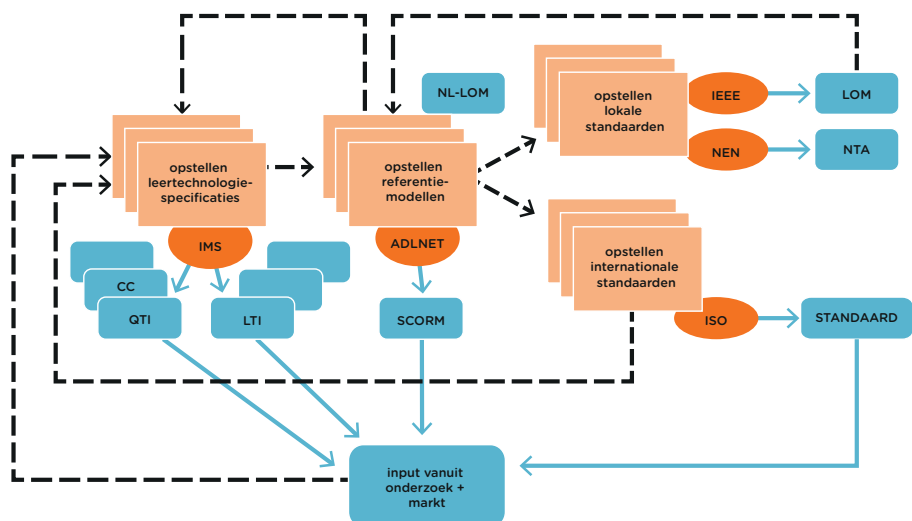 NL-LOM
opstellen
lokale
standaarden
IEEE
LOM
NEN
NTA
opstellen
leertechnologie-
specificaties
opstellen
referentie-
modellen
IMS
ADLNET
opstellen
internationale
standaarden
CC
QTI
LTI
SCORM
ISO
STANDAARD
input vanuit
onderzoek +
markt